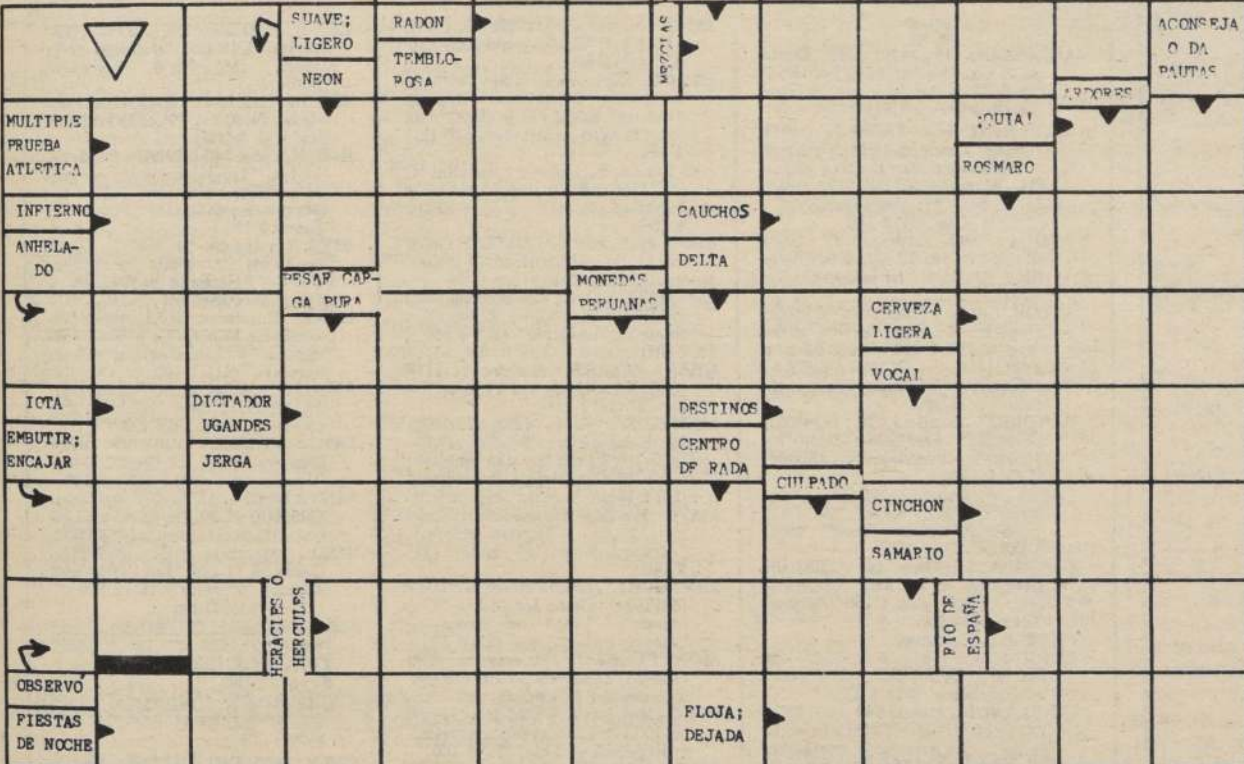 SUAVE;
LIGERO
NEON
RADON
TEMBLO-
ROSA
MEZCLAS
ACONSEJA
O DA
PAUTAS
ARDORES
MULTIPLE
PRUEBA
ATLETICA
¡QUIA!
ROSMARO
INFIERNO
ANHELA-
DO
CAUCHOS
DELTA
PESAR CAR-
GA PURA
MONEDAS
PERUANAS
CERVEZA
LIGERA
VOCAL
IOTA
EMBUTIR;
ENCAJAR
DICTADOR
UGANDES
JERGA
DESTINOS
CENTRO
DE RADA
CULPADO
CINCHON
SAMARIO
HERACLES O
HERCULES
RIO DE
ESPAÑA
OBSERVÓ
FIESTAS
DE NOCHE
FLOJA;
DEJADA